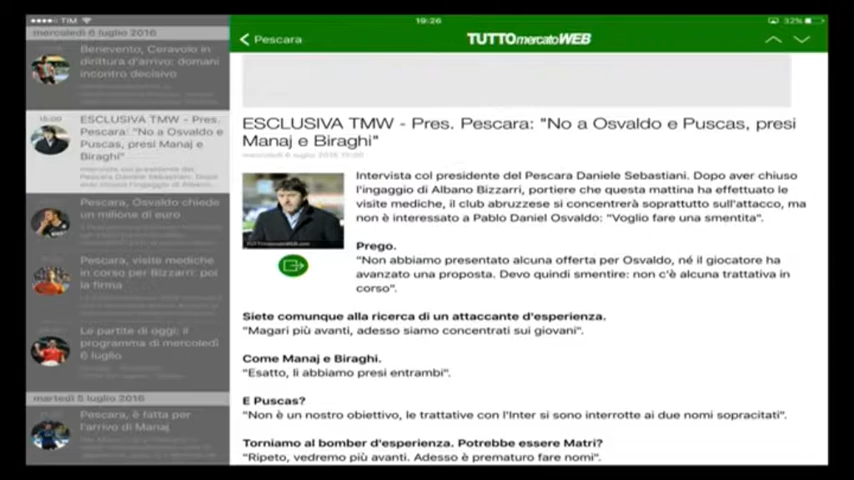 TIM
19:26
32%
mercoledì 6 luglio 2016
Benevento, Ceravolo in
dirittura d'arrivo: domani
incontro decisivo
ESCLUSIVA TMW - Pres.
Pescara: "No a Osvaldo e
Puscas, presi Manaj e
Biraghi"
Pescara, Osvaldo chiede
un milione di euro
Pescara, visite mediche
in corso per Bizzarri: poi
la firma
Le partite di oggi: il
programma di mercoledì
6 luglio
martedì 5 luglio 2016
Pescara, è fatta per
l'arrivo di Manaj
Pescara
TUTTOmercatoWEB
ESCLUSIVA TMW - Pres. Pescara: "No a Osvaldo e Puscas, presi
Manaj e Biraghi"
mercoledì 6 luglio 2016 15:00
Intervista col presidente del Pescara Daniele Sebastiani. Dopo aver chiuso
l'ingaggio di Albano Bizzarri, portiere che questa mattina ha effettuato le
visite mediche, il club abruzzese si concentrerà soprattutto sull'attacco, ma
non è interessato a Pablo Daniel Osvaldo: "Voglio fare una smentita".
Prego.
"Non abbiamo presentato alcuna offerta per Osvaldo, né il giocatore ha
avanzato una proposta. Devo quindi smentire: non c'è alcuna trattativa in
corso".
Siete comunque alla ricerca di un attaccante d'esperienza.
"Magari più avanti, adesso siamo concentrati sui giovani".
Come Manaj e Biraghi.
"Esatto, li abbiamo presi entrambi".
E Puscas?
"Non è un nostro obiettivo, le trattative con l'Inter si sono interrotte ai due nomi sopracitati".
Torniamo al bomber d'esperienza. Potrebbe essere Matri?
"Ripeto, vedremo più avanti. Adesso è prematuro fare nomi".